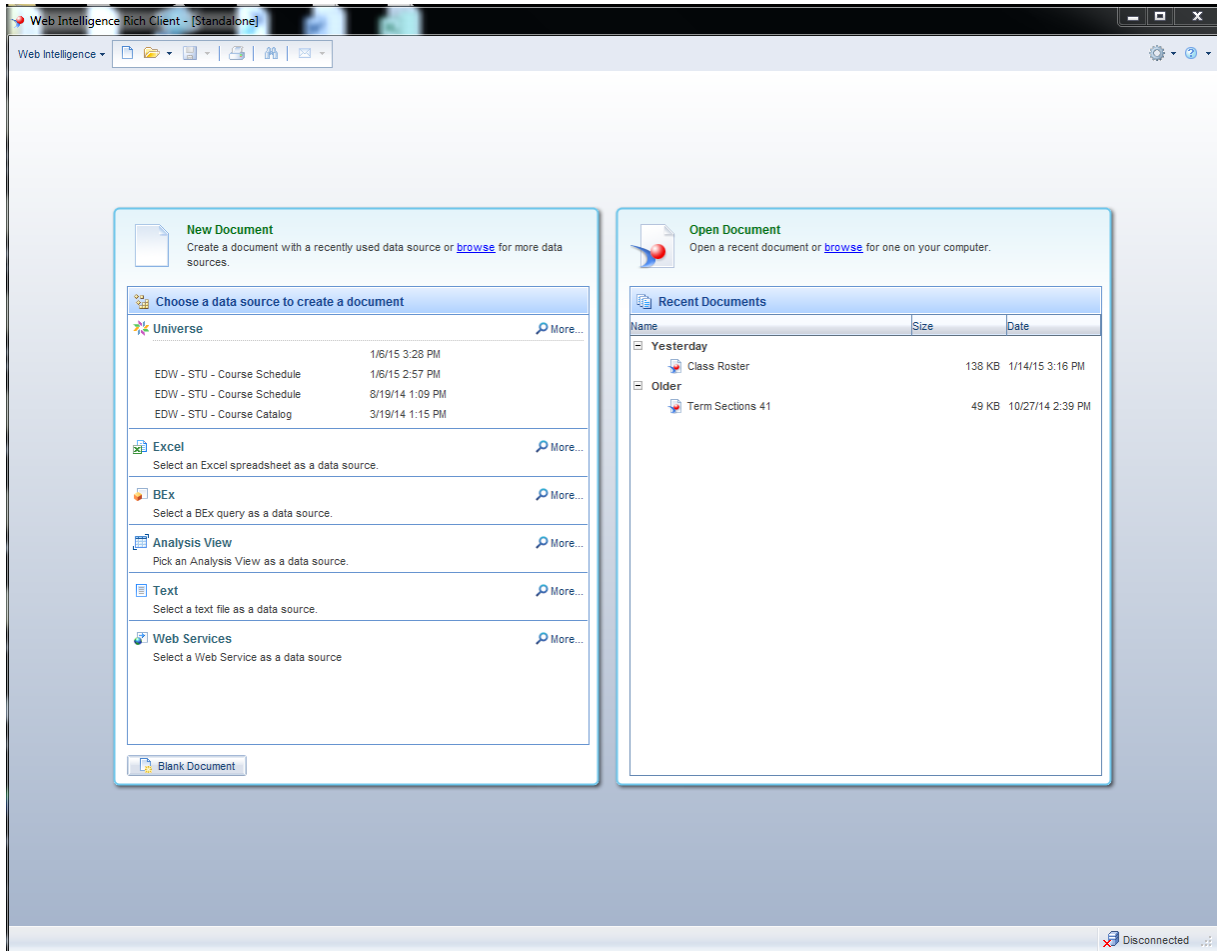 Web Intelligence Rich Client - [Standalone]
Web Intelligence
New Document
Create a document with a recently used data source or browse for more data
sources.
Choose a data source to create a document
Universe More...
1/6/15 3:28 PM
EDW - STU - Course Schedule 1/6/15 2:57 PM
EDW - STU - Course Schedule 8/19/14 1:09 PM
EDW - STU - Course Catalog 3/19/14 1:15 PM
Excel More...
Select an Excel spreadsheet as a data source.
BEx More...
Select a BEx query as a data source.
Analysis View More...
Pick an Analysis View as a data source.
Text More...
Select a text file as a data source.
Web Services More...
Select a Web Service as a data source
Blank Document
Open Document
Open a recent document or browse for one on your computer.
Recent Documents
Name Size Date
Yesterday
Class Roster 138 KB 1/14/15 3:16 PM
Older
Term Sections 41 49 KB 10/27/14 2:39 PM
Disconnected